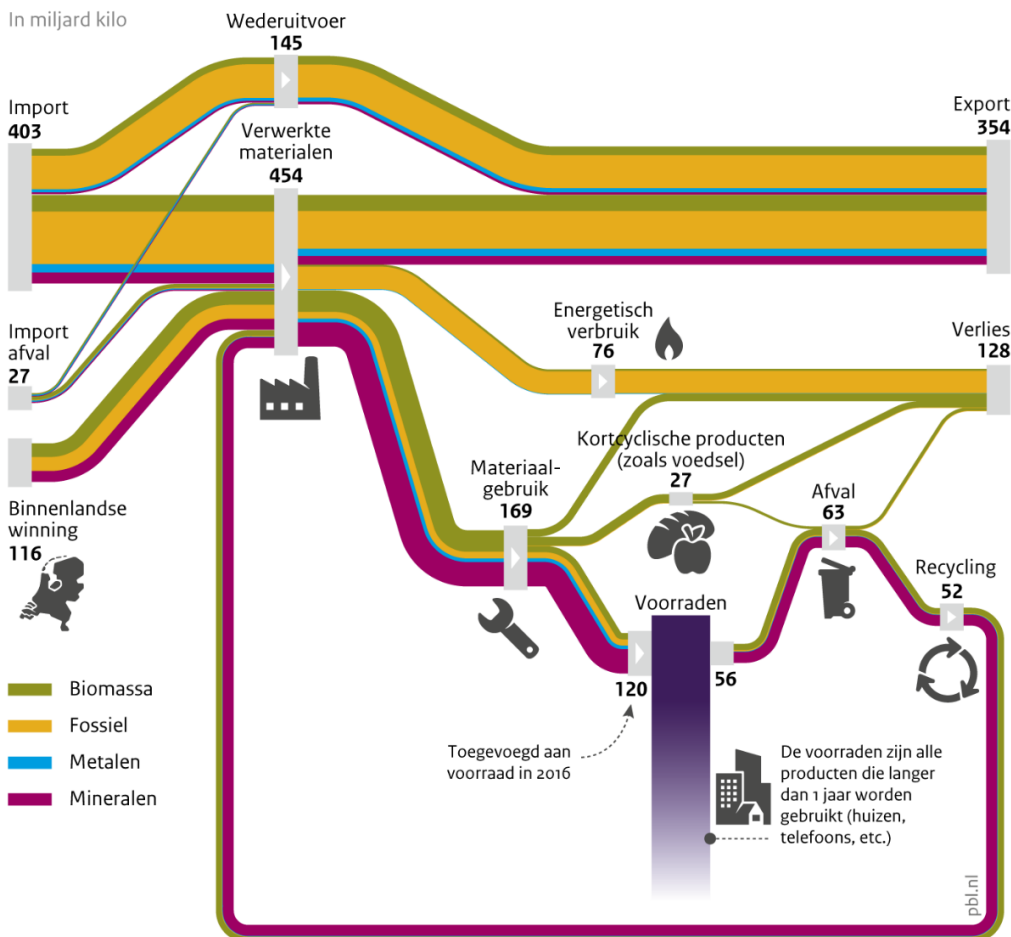 In miljard kilo
Wederuitvoer
145
Import
403
Export
354
Verwerkte
materialen
454
Import
afval
27
Energetisch
verbruik
76
Verlies
128
Binnenlandse
winning
116
Materiaal-
gebruik
169
Kortcyclische producten
(zoals voedsel)
27
Afval
63
Recycling
52
Voorraden
120
56
Biomassa
Fossiel
Metalen
Mineralen
Toegevoegd aan
voorraad in 2016
De voorraden zijn alle
producten die langer
dan 1 jaar worden
gebruikt (huizen,
telefoons, etc.)
pbl.nl